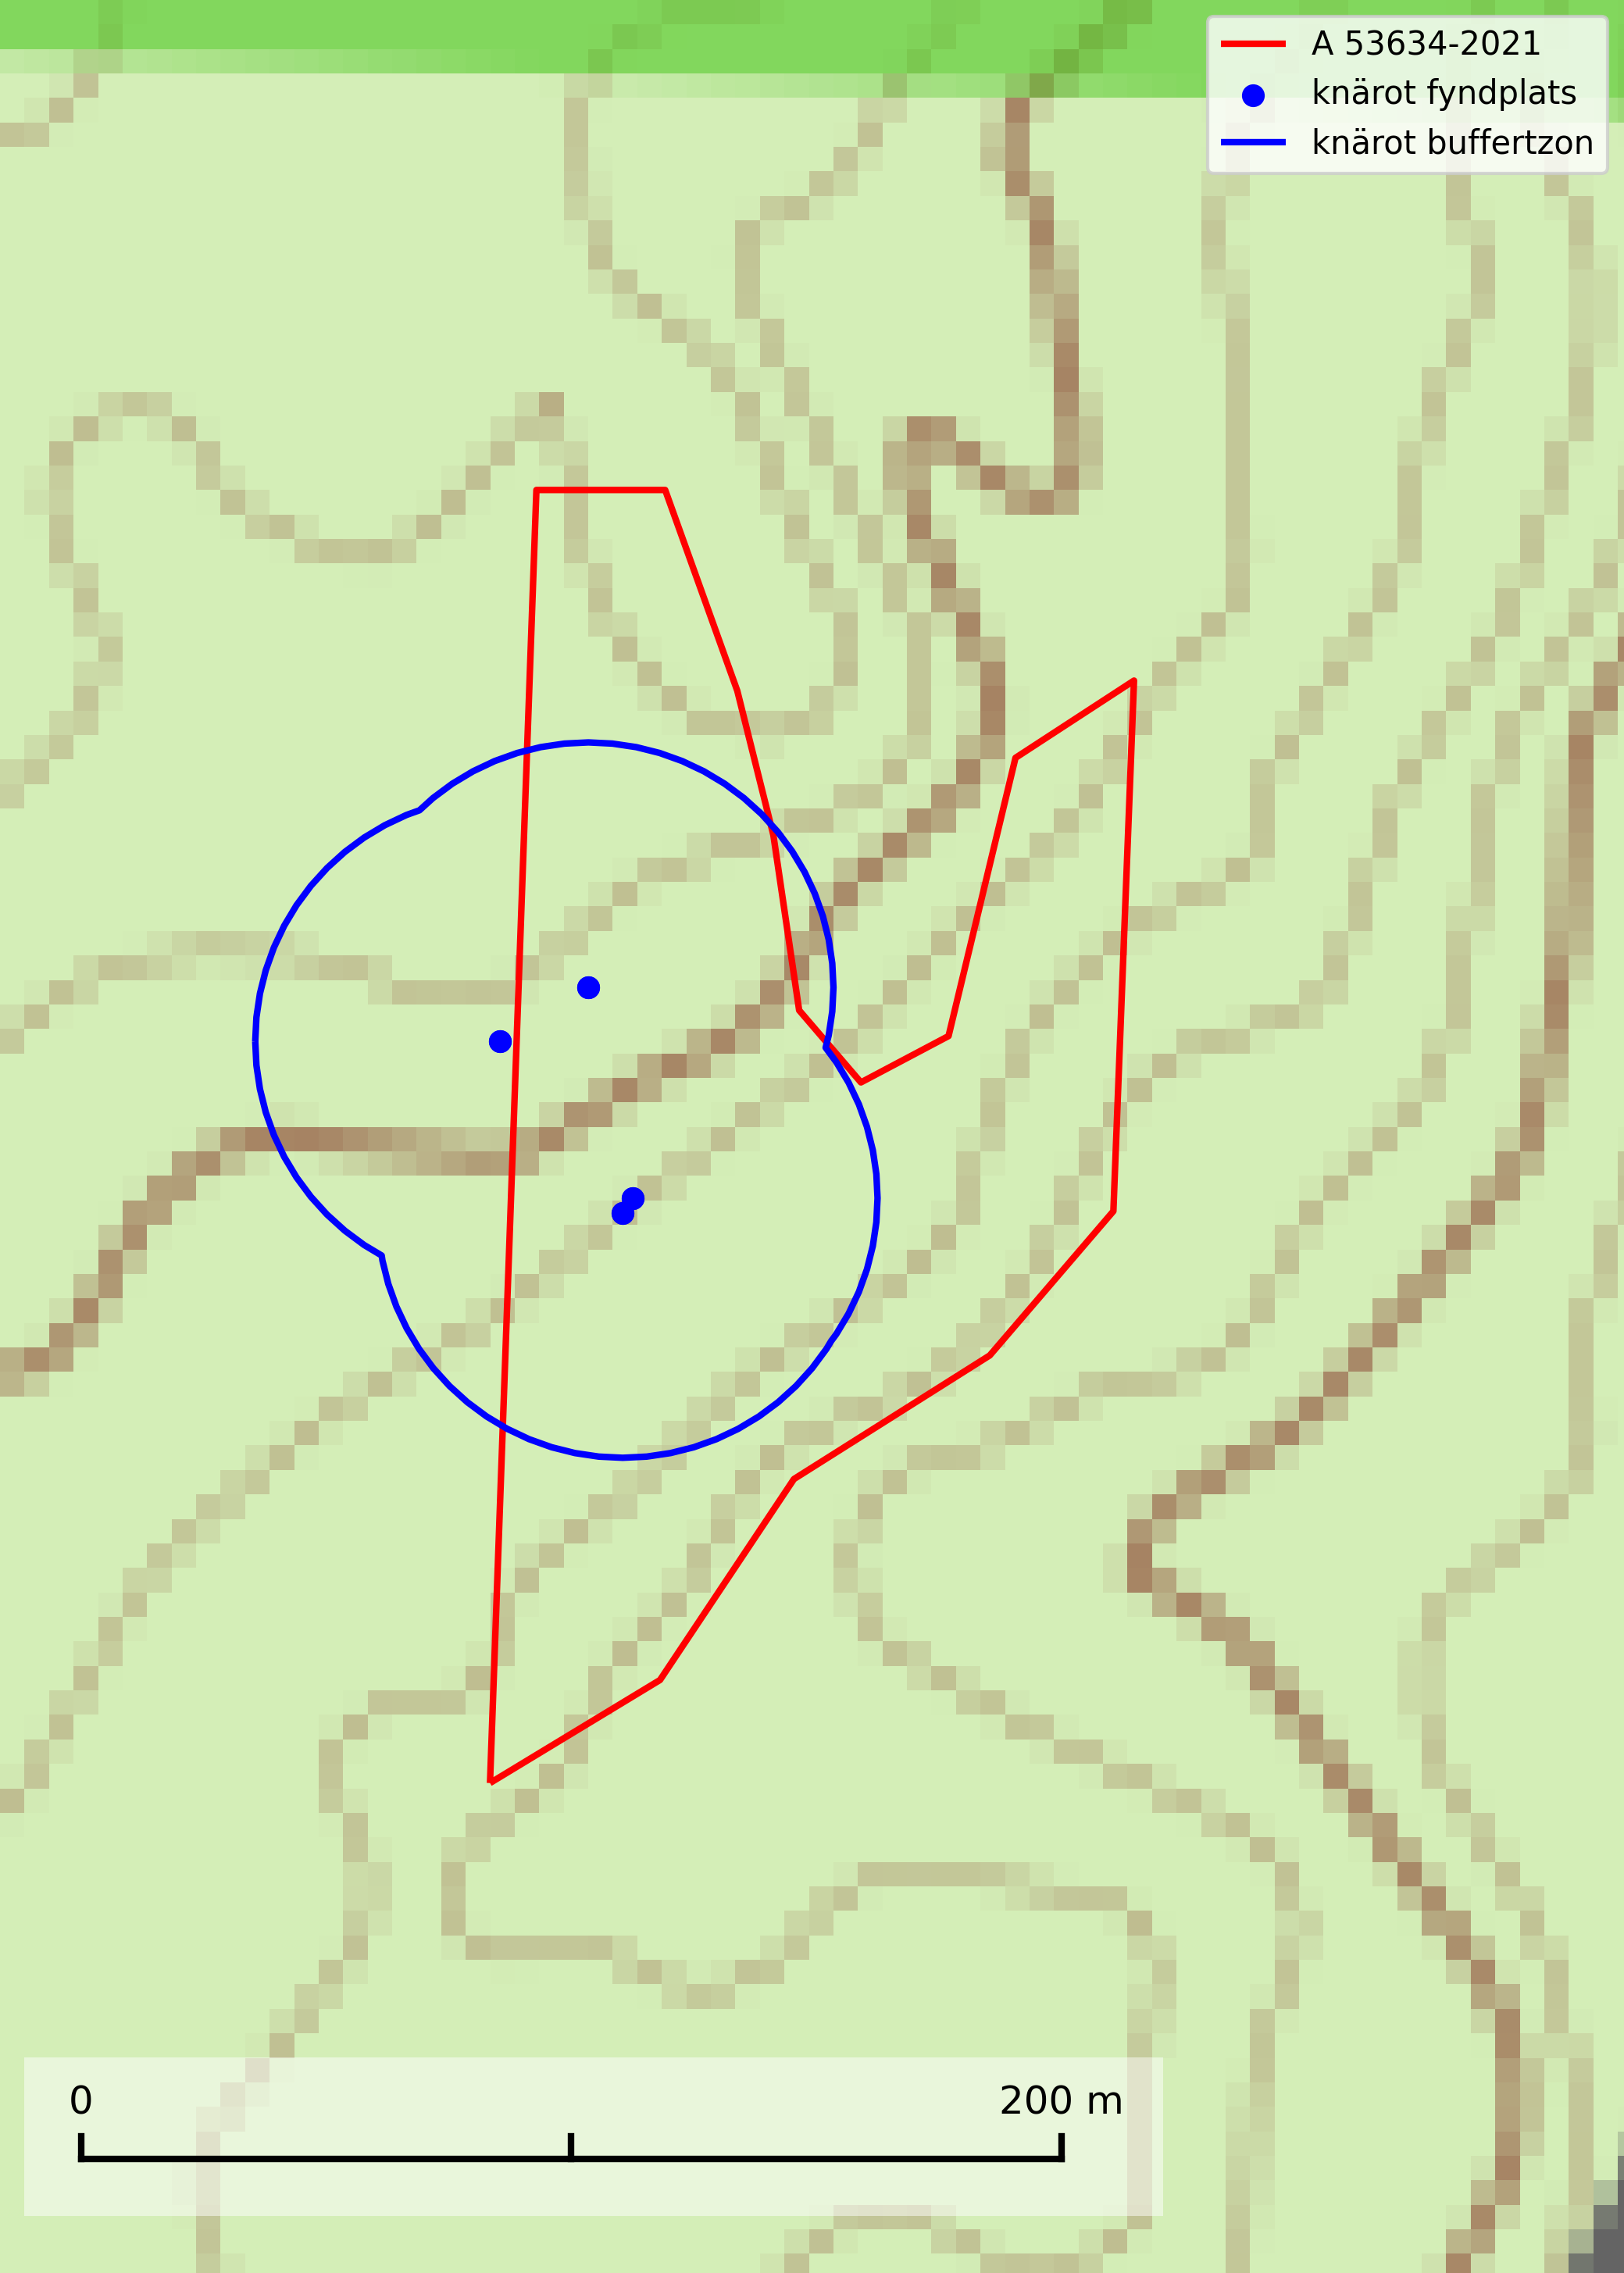 A 53634-2021
knärot fyndplats
knärot buffertzon
0 200 m